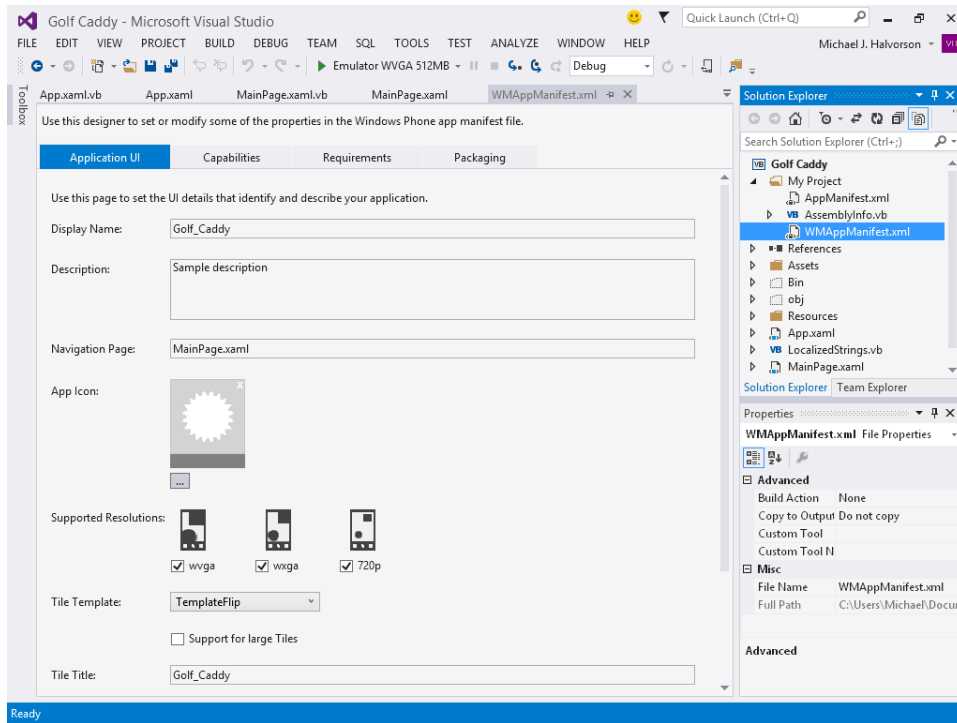 Golf Caddy - Microsoft Visual Studio
Quick Launch (Ctrl+Q)
FILE EDIT VIEW PROJECT BUILD DEBUG TEAM SQL TOOLS TEST ANALYZE WINDOW HELP
Michael J. Halvorson
Emulator WVGA 512MB
Debug
Toolbox
App.xaml.vb App.xaml MainPage.xaml.vb MainPage.xaml WMAppManifest.xml
Use this designer to set or modify some of the properties in the Windows Phone app manifest file.
Application UI Capabilities Requirements Packaging
Use this page to set the UI details that identify and describe your application.
Display Name: Golf_Caddy
Description: Sample description
Navigation Page: MainPage.xaml
App Icon:
...
Supported Resolutions:
wvga wxga 720p
Tile Template: TemplateFlip
Support for large Tiles
Tile Title: Golf_Caddy
Solution Explorer
Search Solution Explorer (Ctrl+;)
VB Golf Caddy
My Project
AppManifest.xml
VB AssemblyInfo.vb
WMAppManifest.xml
References
Assets
Bin
obj
Resources
App.xaml
VB LocalizedStrings.vb
MainPage.xaml
Solution Explorer Team Explorer
Properties
WMAppManifest.xml File Properties
Advanced
Build Action None
Copy to Output Do not copy
Custom Tool
Custom Tool N
Misc
File Name WMAppManifest.xml
Full Path C:\Users\Michael\Docu
Advanced
Ready